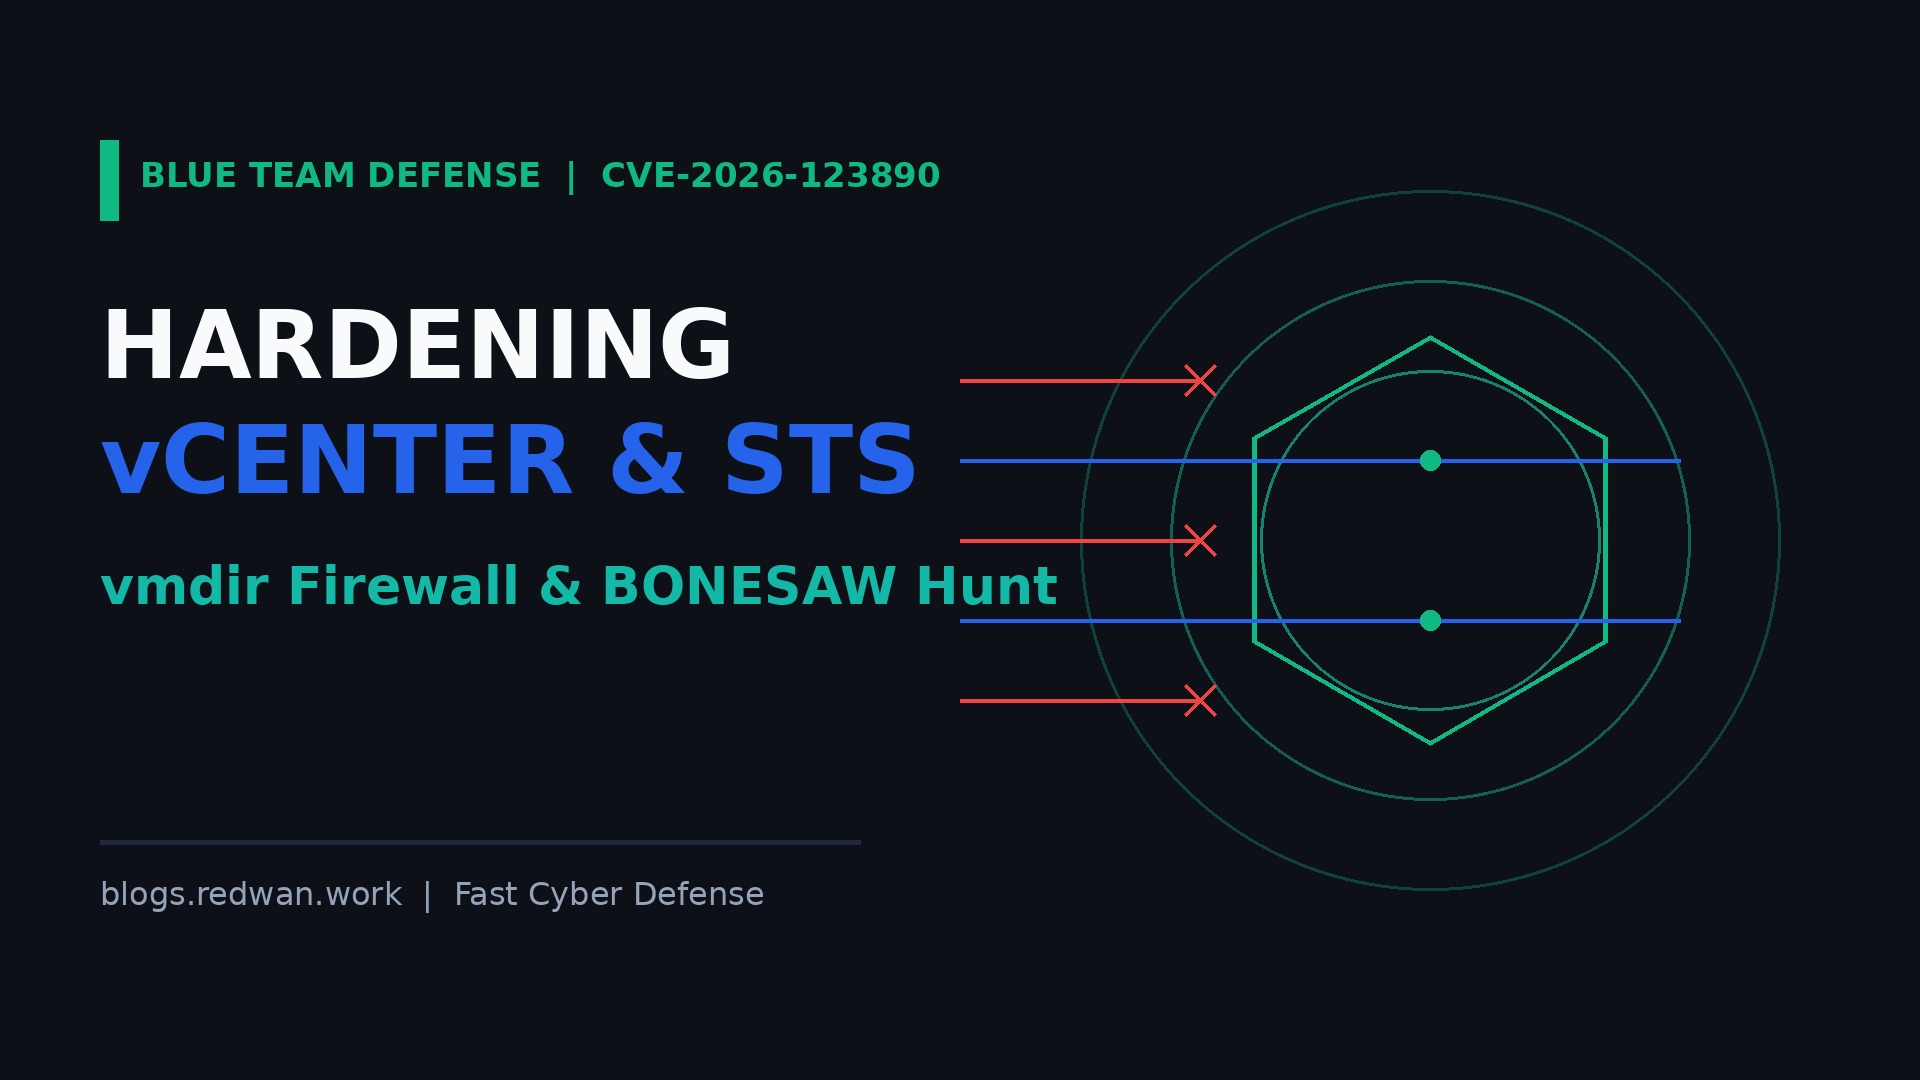 BLUE TEAM DEFENSE | CVE-2026-123890
HARDENING
vCENTER & STS
vmdir Firewall & BONESAW Hunt
blogs.redwan.work | Fast Cyber Defense